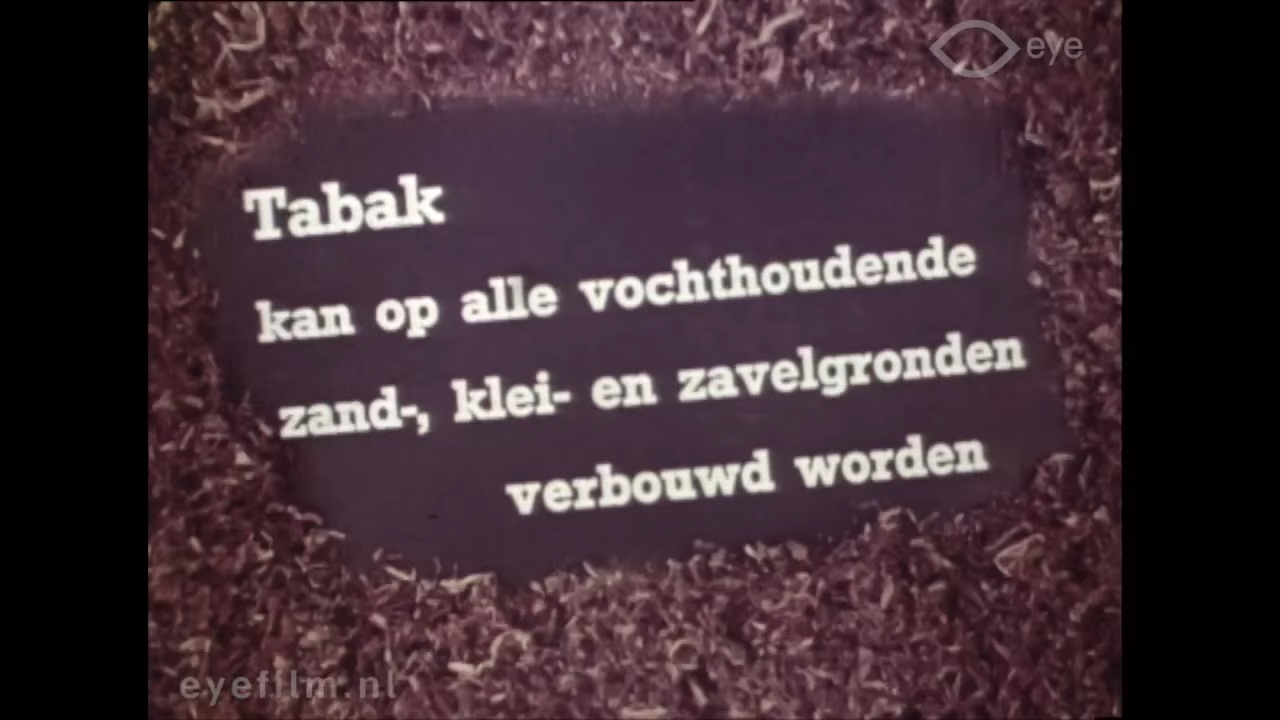 eye
Tabak
kan op alle vochthoudende
zand-, klei- en zavelgronden
verbouwd worden
eyefilm.nl